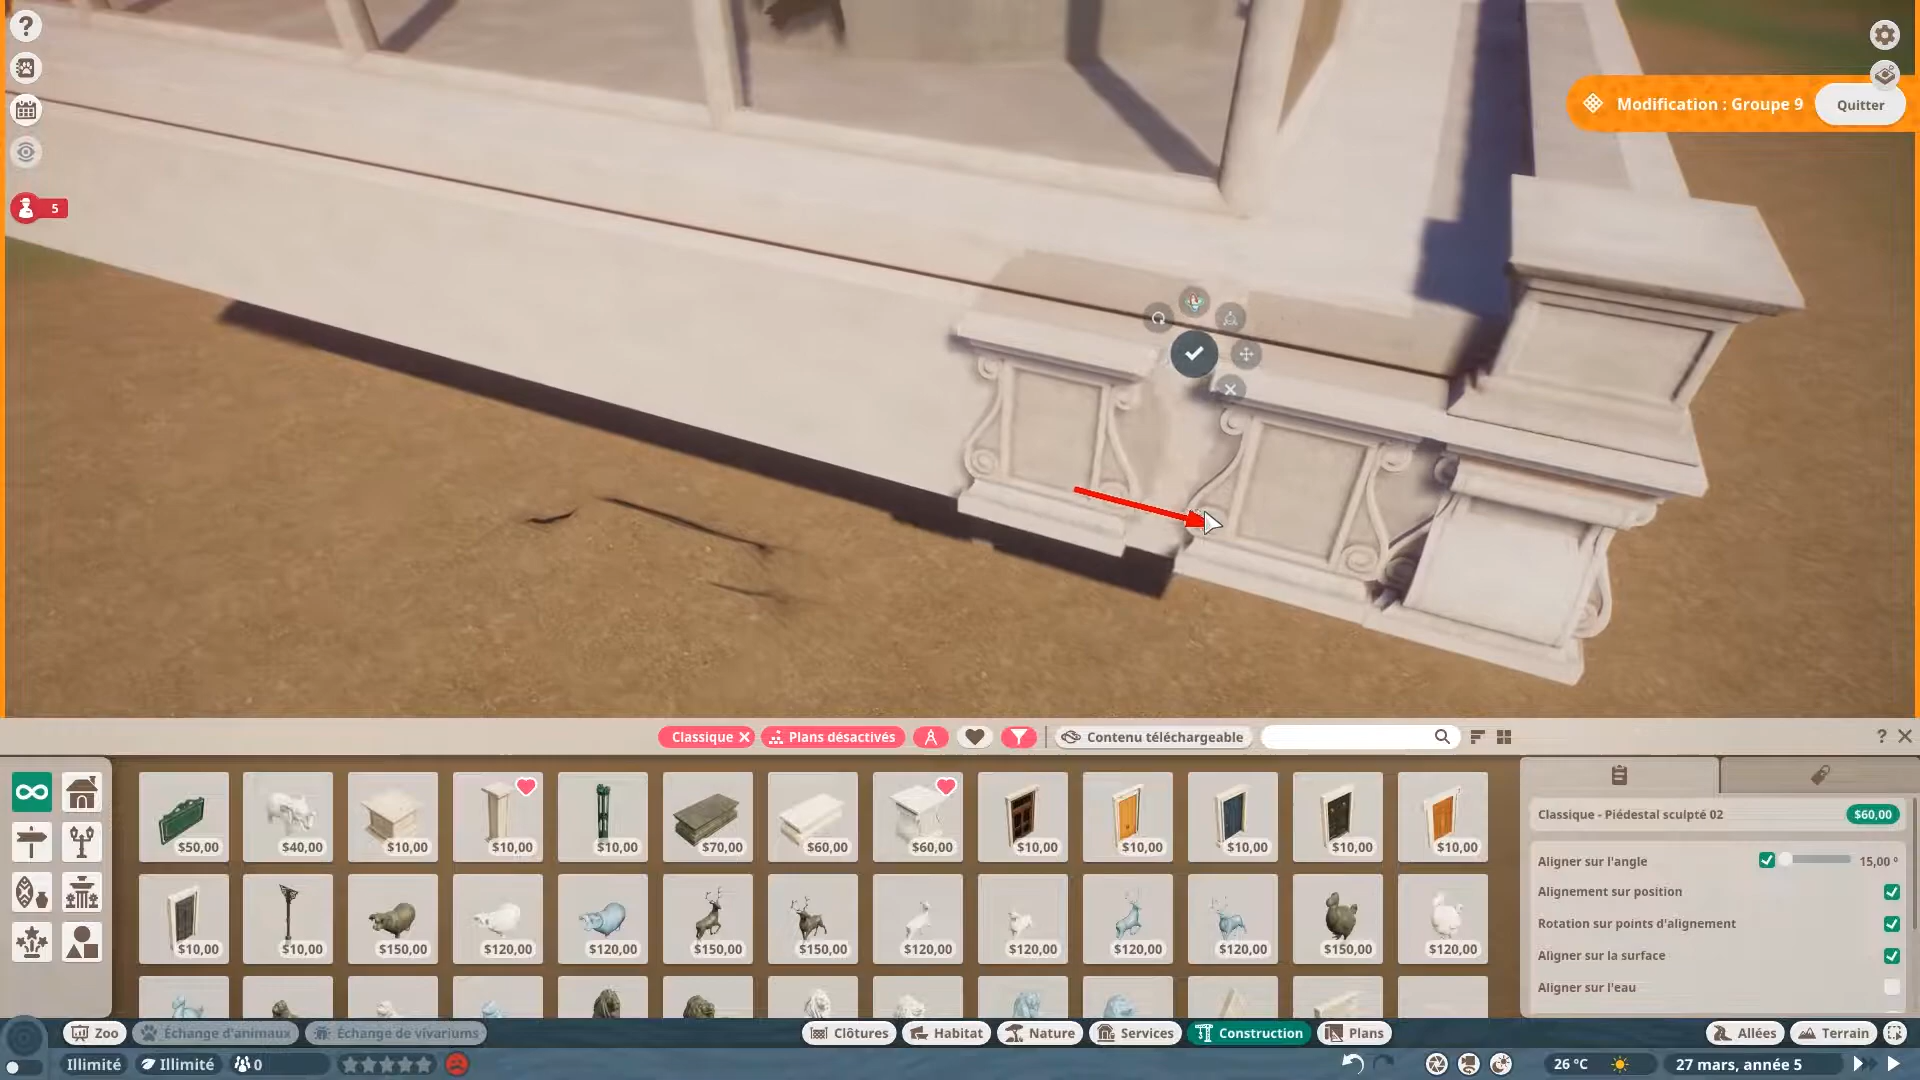 Modification : Groupe 9
Quitter
5
Classique
Plans désactivés
Contenu téléchargeable
?
$50,00
$40,00
$10,00
$10,00
$10,00
$70,00
$60,00
$60,00
$10,00
$10,00
$10,00
$10,00
$10,00
$10,00
$10,00
$150,00
$120,00
$120,00
$150,00
$150,00
$120,00
$120,00
$120,00
$120,00
$150,00
$120,00
Classique - Piédestal sculpté 02
$60,00
Aligner sur l'angle
15,00 °
Alignement sur position
Rotation sur points d'alignement
Aligner sur la surface
Aligner sur l'eau
Zoo
Échange d'animaux
Échange de vivariums
Clôtures
Habitat
Nature
Services
Construction
Plans
Allées
Terrain
Illimité
Illimité
0
26 °C
27 mars, année 5